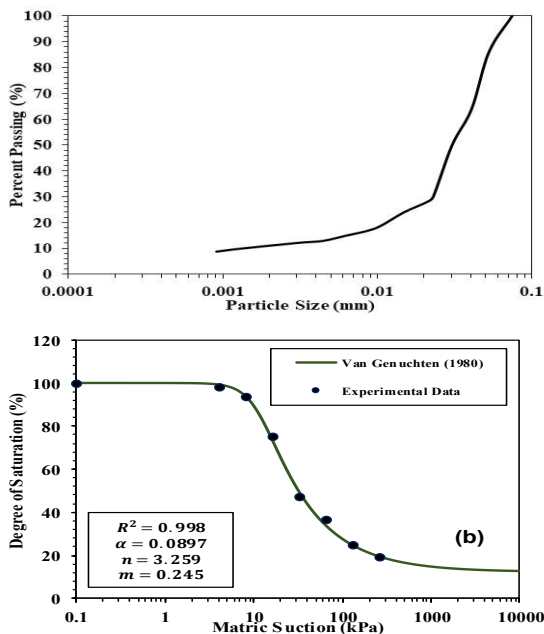 100
90
80
70
60
50
40
30
20
10
0
Percent Passing (%)
0.0001 0.001 0.01 0.1
Particle Size (mm)
120
100
80
60
40
20
0
Degree of Saturation (%)
Van Genuchten (1980)
Experimental Data
R² = 0.998
α = 0.0897
n = 3.259
m = 0.245
(b)
0.1 1 10 100 1000 10000
Matric Suction (kPa)